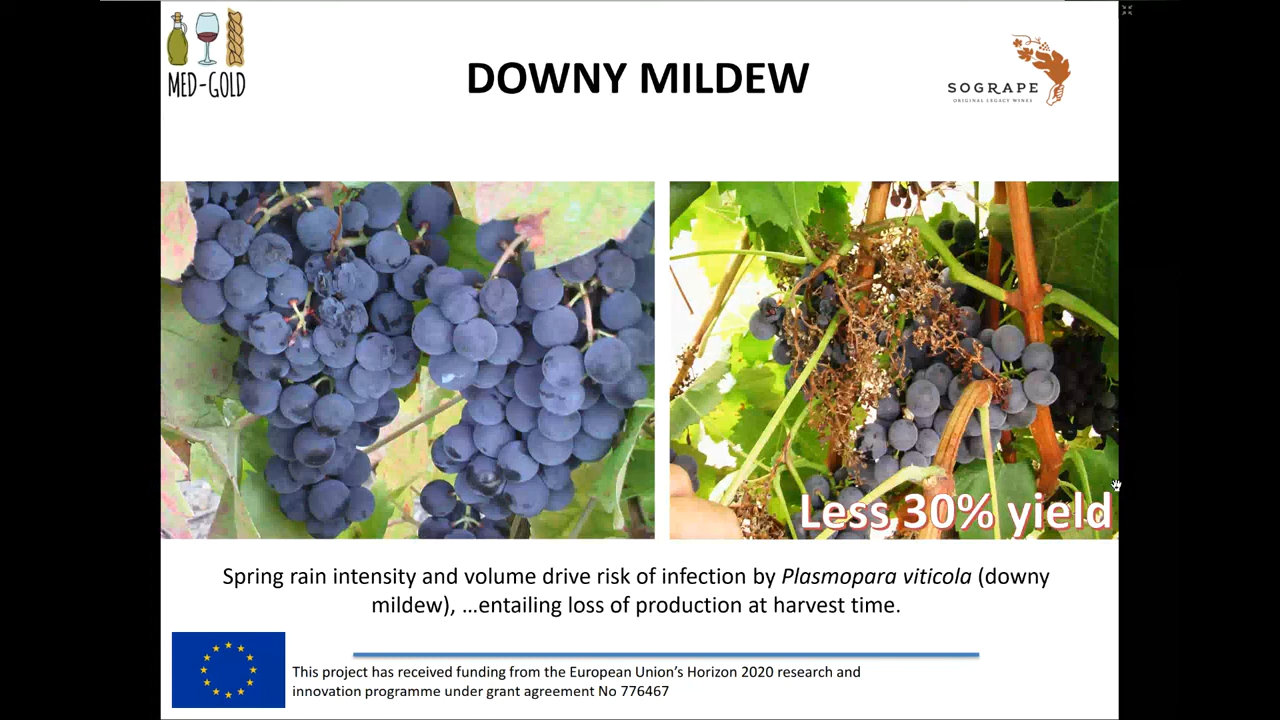 MED-GOLD
DOWNY MILDEW
SOGRAPE
ORIGINAL LEGACY WINES
Less 30% yield
Spring rain intensity and volume drive risk of infection by Plasmopara viticola (downy
mildew), …entailing loss of production at harvest time.
This project has received funding from the European Union's Horizon 2020 research and
innovation programme under grant agreement No 776467